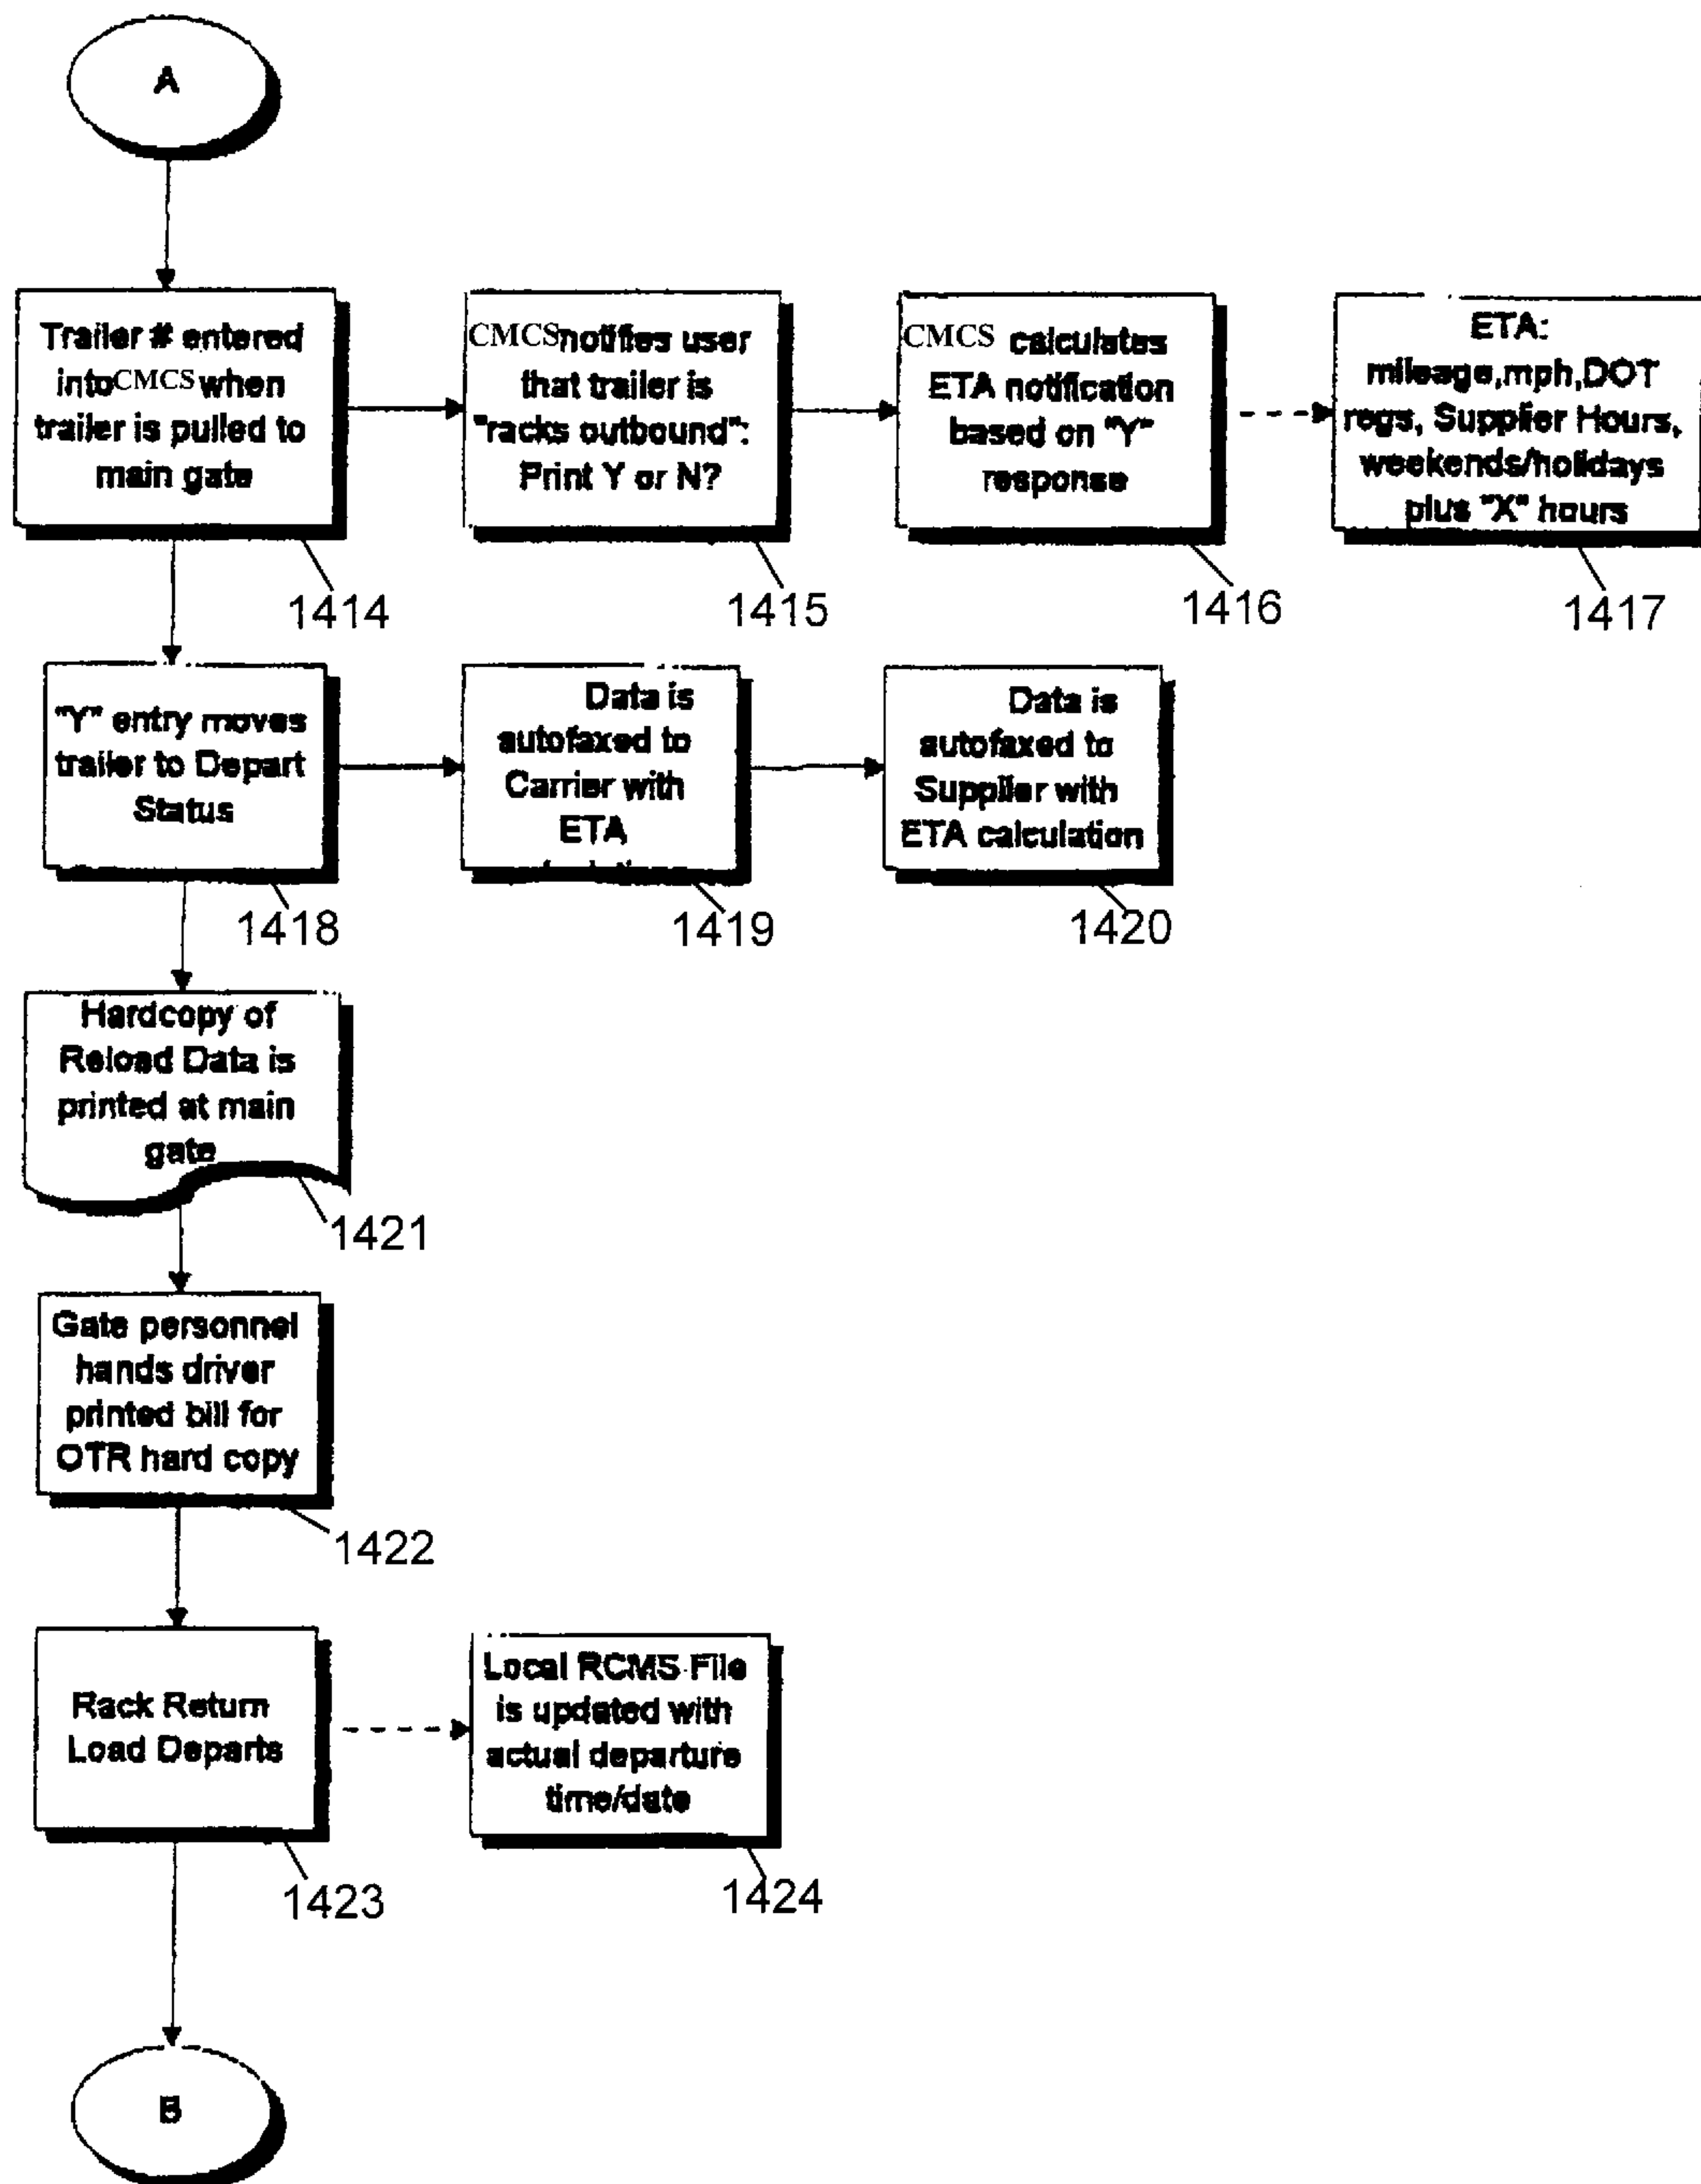 A
Trailer # entered
into CMCS when
trailer is pulled to
main gate
1414
CMCS notifies user
that trailer is
"racks outbound":
Print Y or N?
1415
CMCS calculates
ETA notification
based on "Y"
response
1416
ETA:
mileage,mph,DOT
regs, Supplier Hours,
weekends/holidays
plus "X" hours
1417
"Y" entry moves
trailer to Depart
Status
1418
Data is
autofaxed to
Carrier with
ETA
1419
Data is
autofaxed to
Supplier with
ETA calculation
1420
Hardcopy of
Reload Data is
printed at main
gate
1421
Gate personnel
hands driver
printed bill for
OTR hard copy
1422
Rack Return
Load Departs
1423
Local RCMS File
is updated with
actual departure
time/date
1424
B